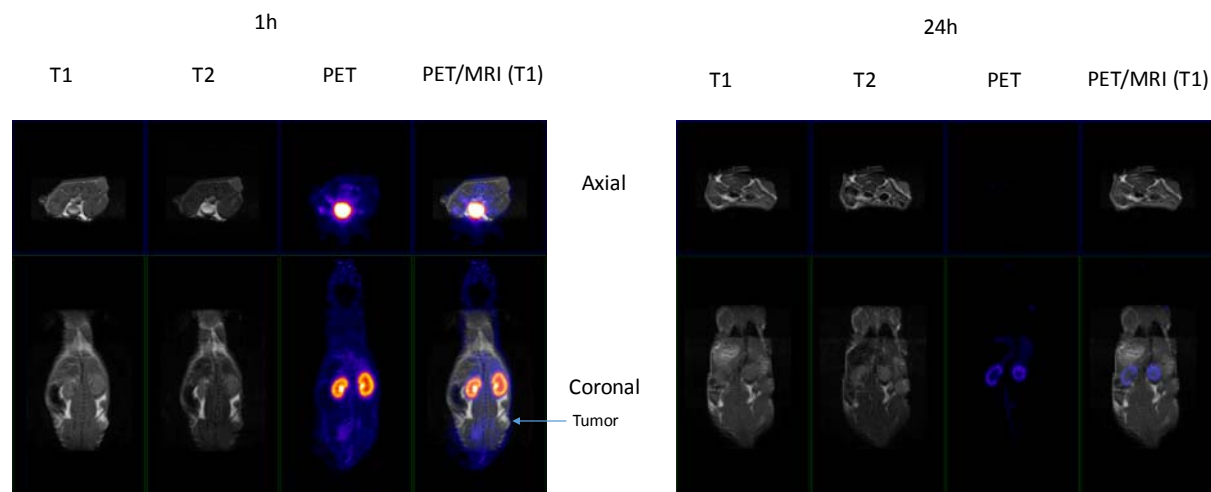 1h
24h
T1 T2 PET PET/MRI (T1)
T1 T2 PET PET/MRI (T1)
Axial
Coronal
Tumor